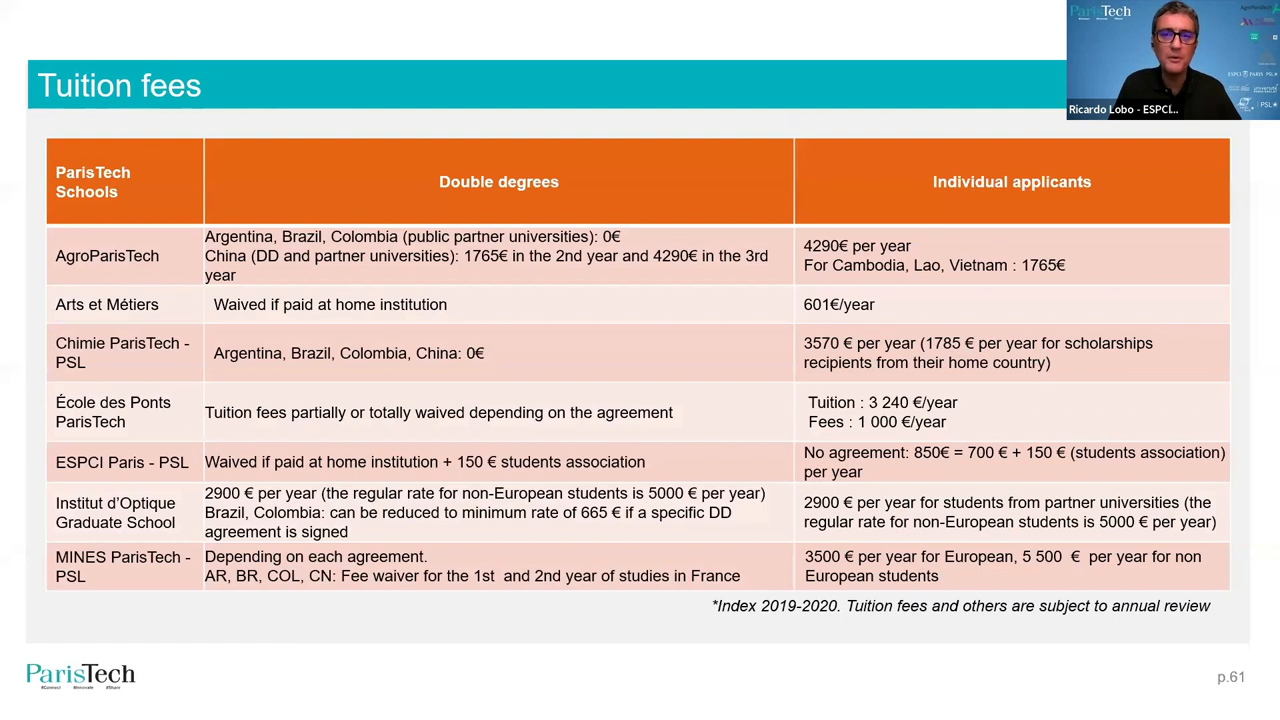 ParisTech
AgroParisTech
Tuition fees
Ricardo Lobo - ESPCI...
ESPCI PARIS PSL
PSL
ParisTech
Schools
Double degrees
Individual applicants
AgroParisTech
Argentina, Brazil, Colombia (public partner universities): 0€
China (DD and partner universities): 1765€ in the 2nd year and 4290€ in the 3rd
year
4290€ per year
For Cambodia, Lao, Vietnam : 1765€
Arts et Métiers
Waived if paid at home institution
601€/year
Chimie ParisTech -
PSL
Argentina, Brazil, Colombia, China: 0€
3570 € per year (1785 € per year for scholarships
recipients from their home country)
École des Ponts
ParisTech
Tuition fees partially or totally waived depending on the agreement
Tuition : 3 240 €/year
Fees : 1 000 €/year
ESPCI Paris - PSL
Waived if paid at home institution + 150 € students association
No agreement: 850€ = 700 € + 150 € (students association)
per year
Institut d’Optique
Graduate School
2900 € per year (the regular rate for non-European students is 5000 € per year)
Brazil, Colombia: can be reduced to minimum rate of 665 € if a specific DD
agreement is signed
2900 € per year for students from partner universities (the
regular rate for non-European students is 5000 € per year)
MINES ParisTech -
PSL
Depending on each agreement.
AR, BR, COL, CN: Fee waiver for the 1st and 2nd year of studies in France
3500 € per year for European, 5 500 € per year for non
European students
*Index 2019-2020. Tuition fees and others are subject to annual review
ParisTech
#Connect #Innovate #Share
p.61